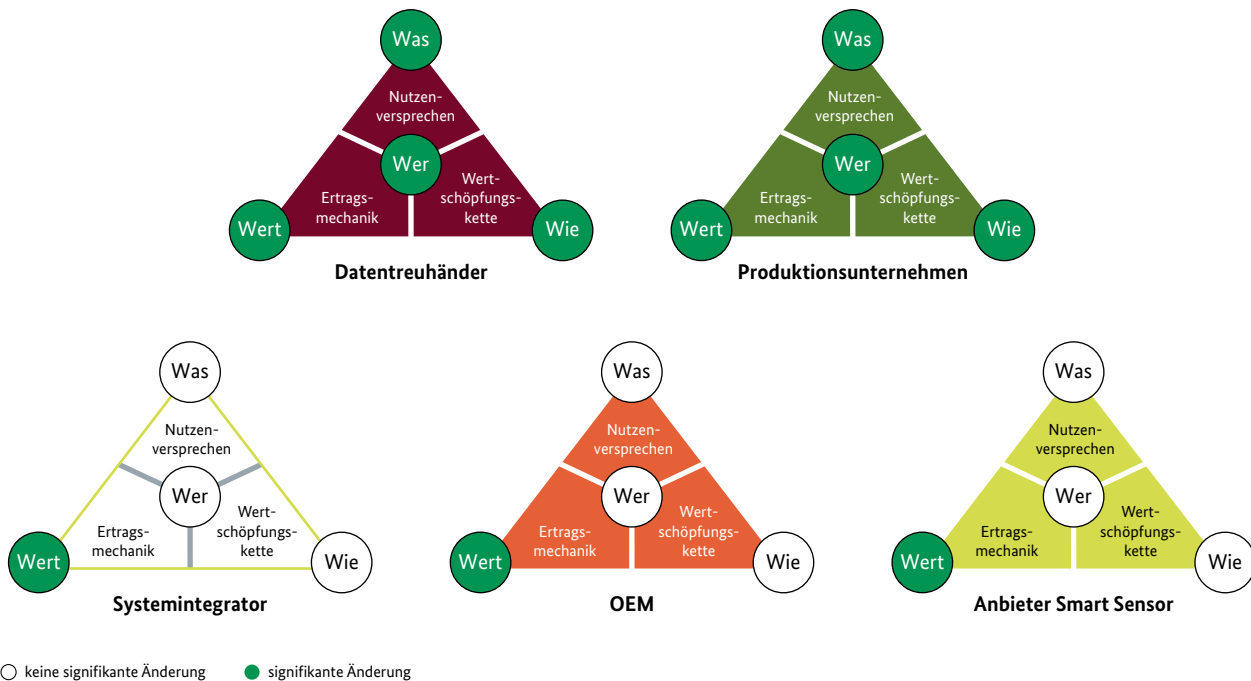 Was
Nutzen-
versprechen
Wer
Ertrags-
mechanik
Wert-
schöpfungs-
kette
Wert
Wie
Datentreuhänder
Was
Nutzen-
versprechen
Wer
Ertrags-
mechanik
Wert-
schöpfungs-
kette
Wert
Wie
Produktionsunternehmen
Was
Nutzen-
versprechen
Wer
Ertrags-
mechanik
Wert-
schöpfungs-
kette
Wert
Wie
Systemintegrator
Was
Nutzen-
versprechen
Wer
Ertrags-
mechanik
Wert-
schöpfungs-
kette
Wert
Wie
OEM
Was
Nutzen-
versprechen
Wer
Ertrags-
mechanik
Wert-
schöpfungs-
kette
Wert
Wie
Anbieter Smart Sensor
keine signifikante Änderung
signifikante Änderung